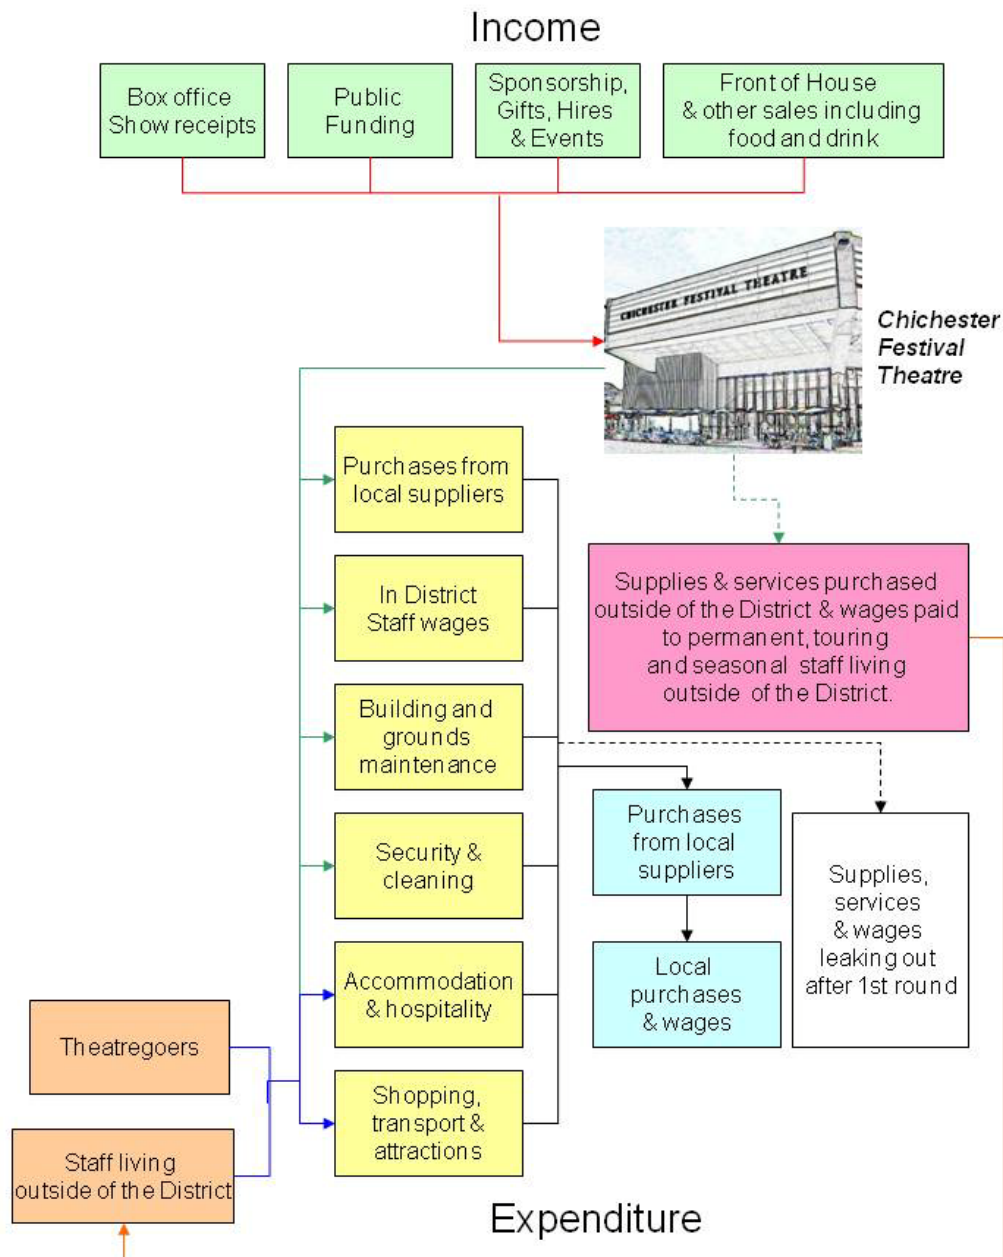 Income
Box office
Show receipts
Public
Funding
Sponsorship,
Gifts, Hires
& Events
Front of House
& other sales including
food and drink
CHICHESTER FESTIVAL THEATRE
Chichester
Festival
Theatre
Purchases from
local suppliers
In District
Staff wages
Building and
grounds
maintenance
Security &
cleaning
Accommodation
& hospitality
Shopping,
transport &
attractions
Supplies & services purchased
outside of the District & wages paid
to permanent, touring
and seasonal staff living
outside of the District.
Purchases
from local
suppliers
Local
purchases
& wages
Supplies,
services
& wages
leaking out
after 1st round
Theatregoers
Staff living
outside of the District
Expenditure